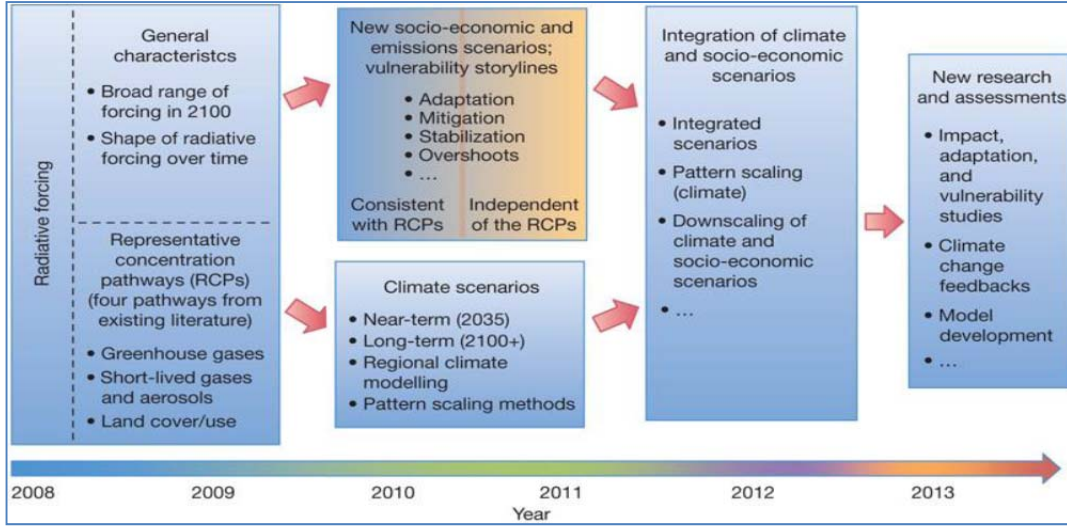 Radiative forcing
General
characteristcs
• Broad range of
forcing in 2100
• Shape of radiative
forcing over time
Representative
concentration
pathways (RCPs)
(four pathways from
existing literature)
• Greenhouse gases
• Short-lived gases
and aerosols
• Land cover/use
New socio-economic and
emissions scenarios;
vulnerability storylines
• Adaptation
• Mitigation
• Stabilization
• Overshoots
• ...
Consistent
with RCPs
Independent
of the RCPs
Climate scenarios
• Near-term (2035)
• Long-term (2100+)
• Regional climate
modelling
• Pattern scaling methods
Integration of climate
and socio-economic
scenarios
• Integrated
scenarios
• Pattern scaling
(climate)
• Downscaling of
climate and
socio-economic
scenarios
• ...
New research
and assessments
• Impact,
adaptation,
and
vulnerability
studies
• Climate
change
feedbacks
• Model
development
• ...
2008 2009 2010 2011 2012 2013
Year